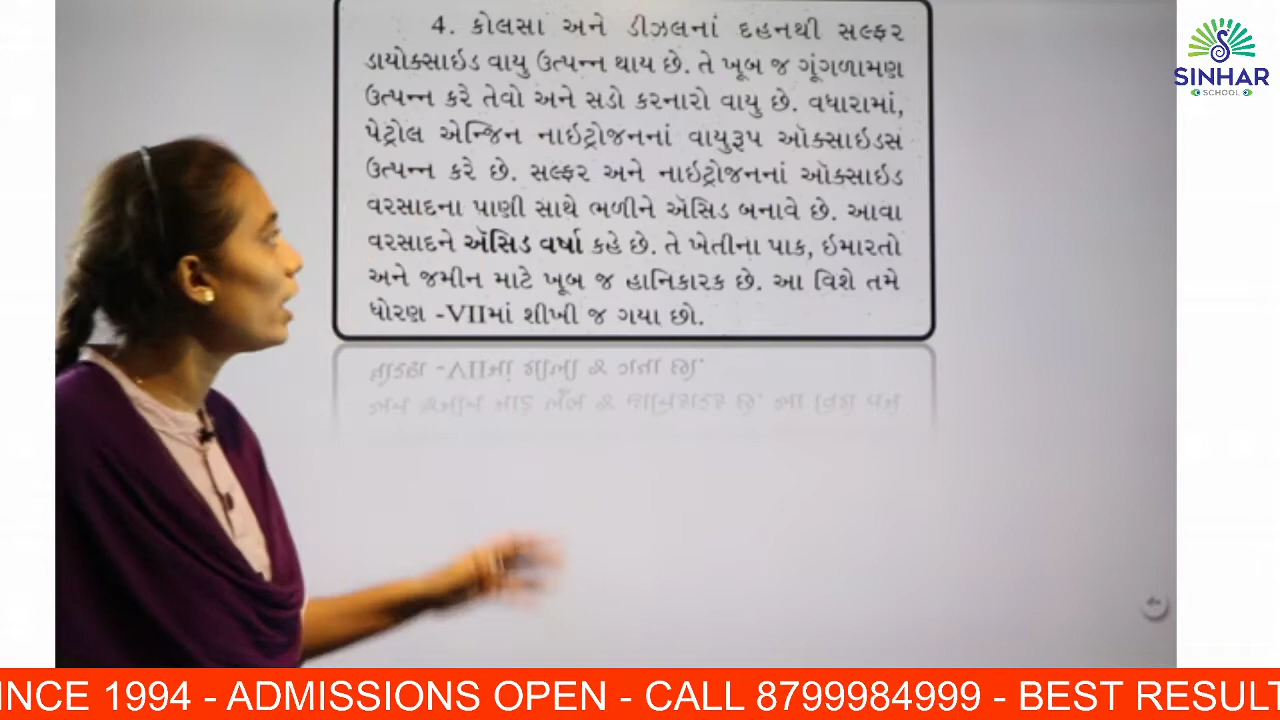 4. કોલસા અને ડીઝલનાં દહનથી સલ્ફર
ડાયોક્સાઇડ વાયુ ઉત્પન્ન થાય છે. તે ખૂબ જ ગૂંગળામણ
ઉત્પન્ન કરે તેવો અને સડો કરનારો વાયુ છે. વધારામાં,
પેટ્રોલ એન્જિન નાઇટ્રોજનનાં વાયુરૂપ ઑક્સાઇડસ
ઉત્પન્ન કરે છે. સલ્ફર અને નાઇટ્રોજનનાં ઑક્સાઇડ
વરસાદના પાણી સાથે ભળીને ઍસિડ બનાવે છે. આવા
વરસાદને ઍસિડ વર્ષા કહે છે. તે ખેતીના પાક, ઇમારતો
અને જમીન માટે ખૂબ જ હાનિકારક છે. આ વિશે તમે
ધોરણ -VIIમાં શીખી જ ગયા છો.
SINHAR
SCHOOL
INCE 1994 - ADMISSIONS OPEN - CALL 8799984999 - BEST RESULT